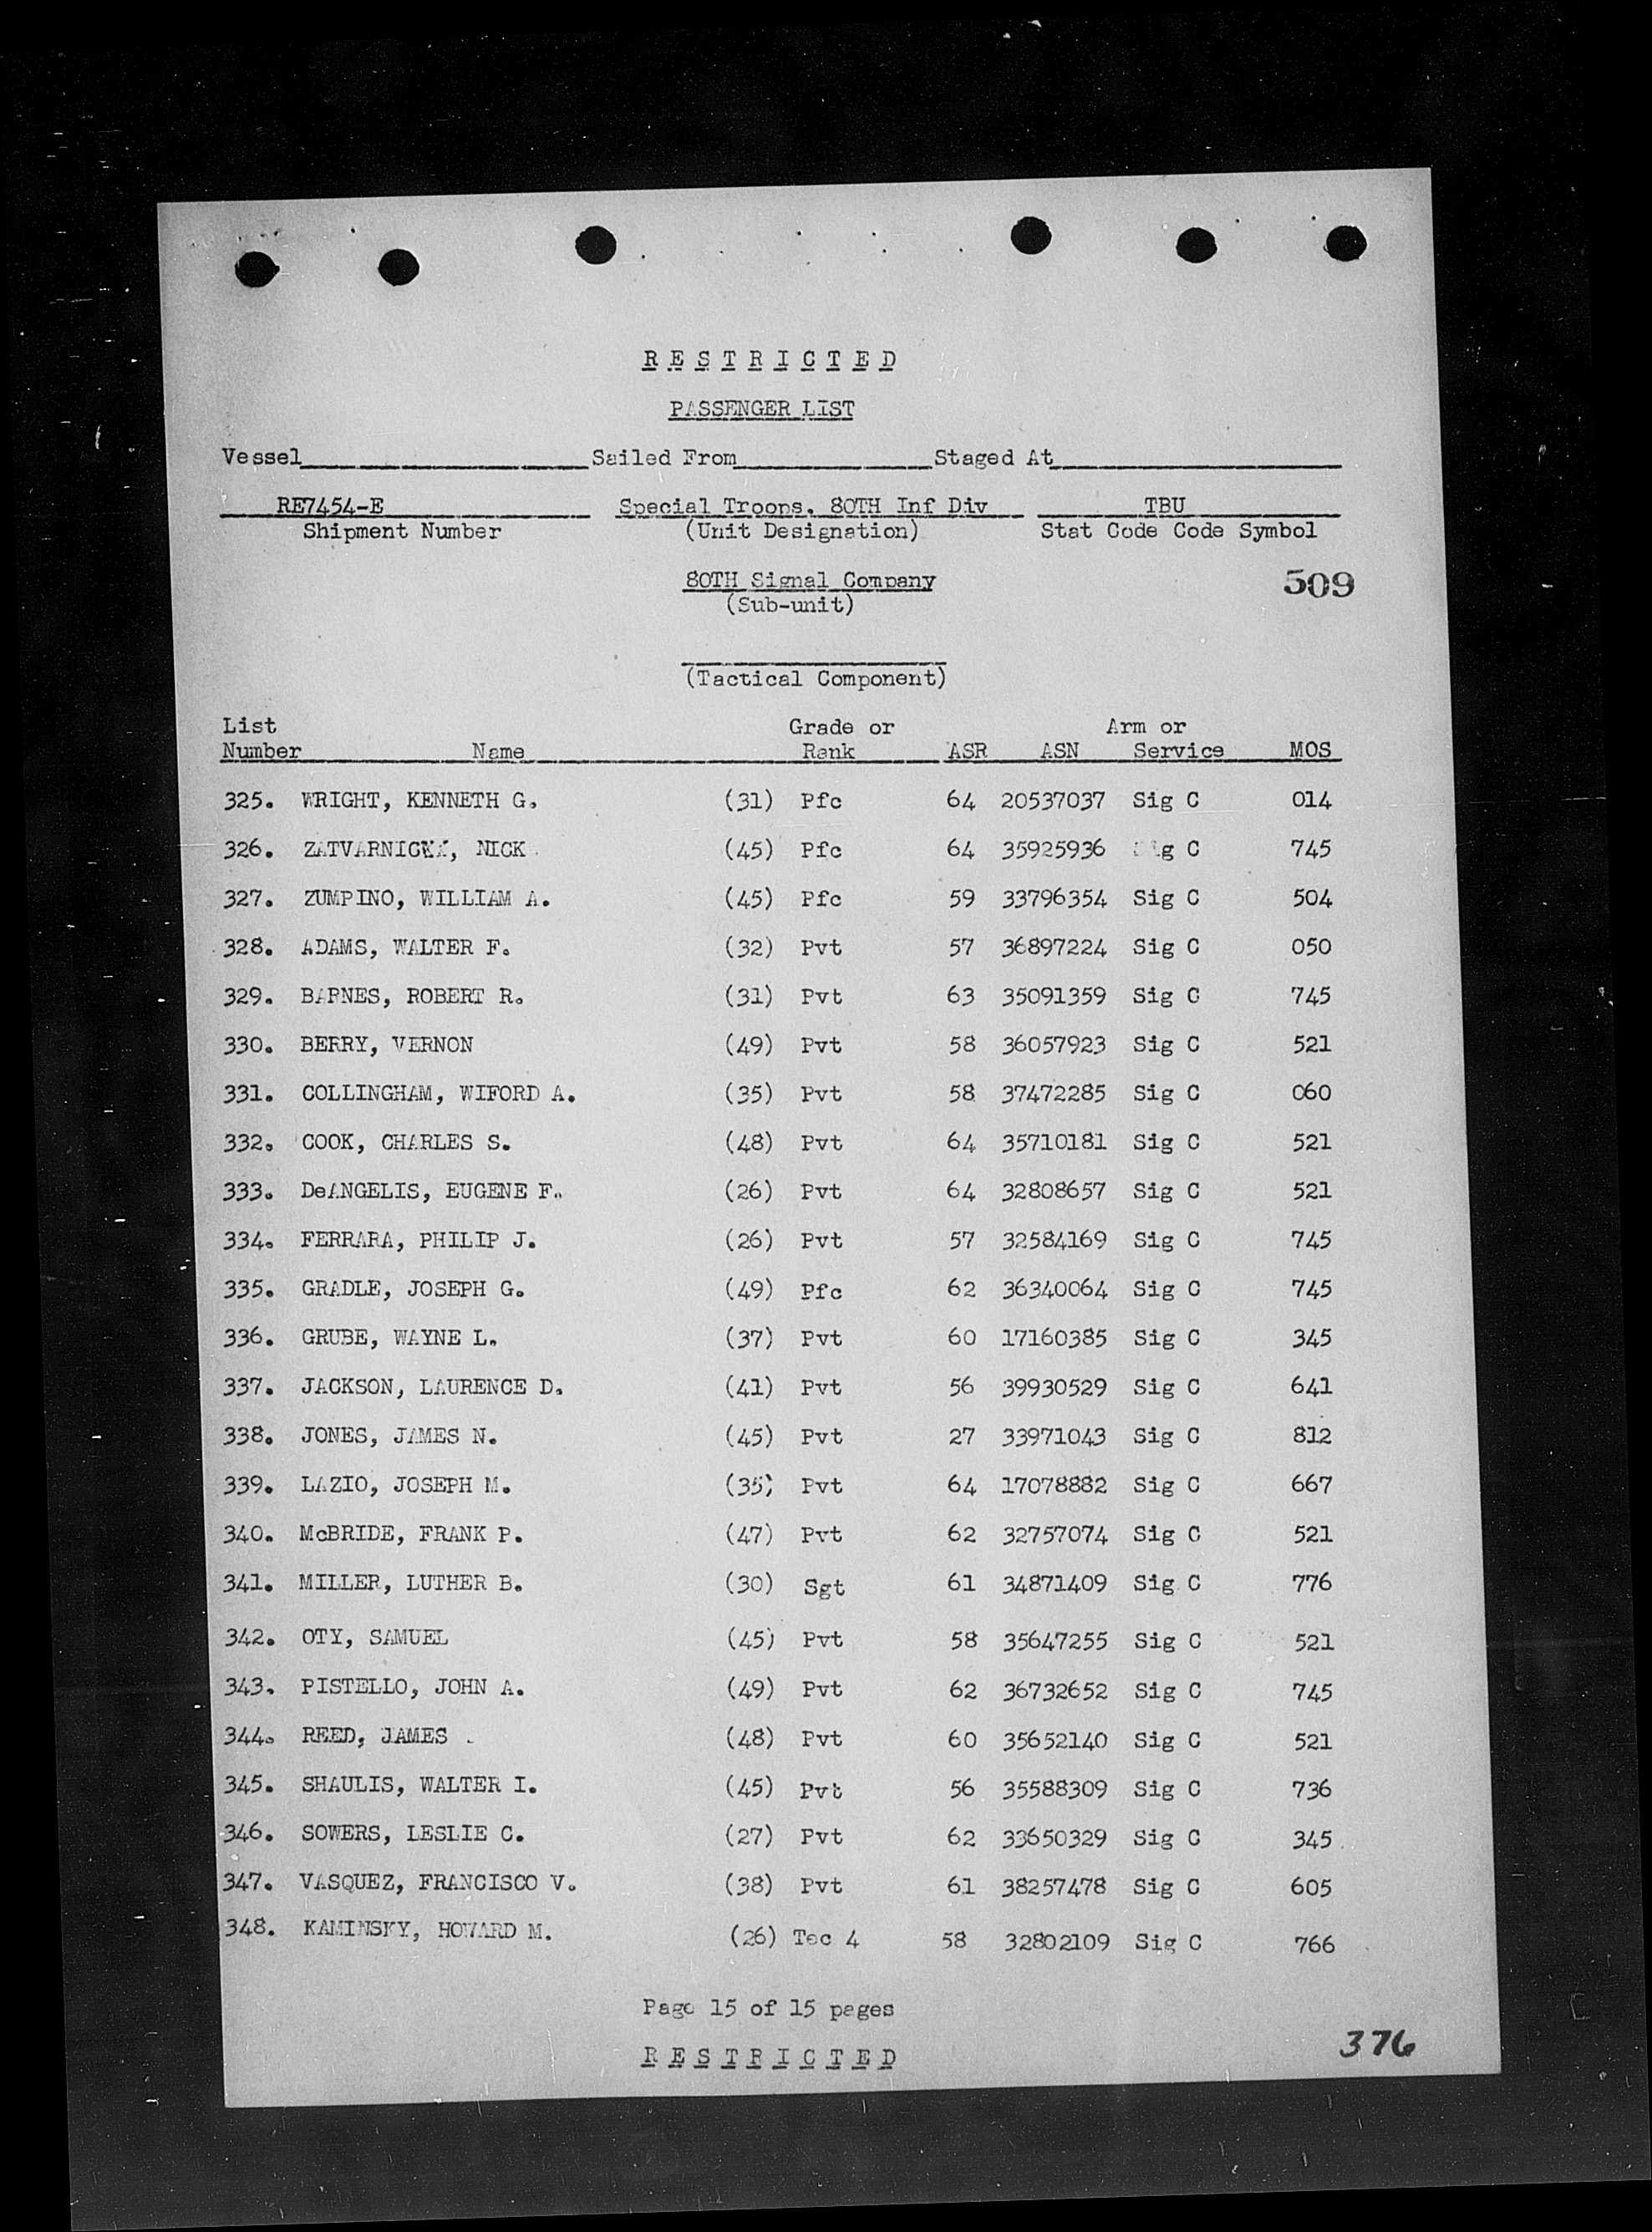 RESTRICTED
PASSENGER LIST
Vessel Sailed From Staged At
RE7454-E Special Troops, 80TH Inf Div TBU
Shipment Number (Unit Designation) Stat Code Code Symbol
80TH Signal Company 509
(Sub-unit)
(Tactical Component)
List Grade or Arm or
Number Name Rank ASR ASN Service MOS
325. WRIGHT, KENNETH G. (31) Pfc 64 20537037 Sig C 014
326. NICK (45) Pfc 64 35925936 Sig C 745
327. ZUMPINO, WILLIAM A. (45) Pfc 59 33796354 Sig C 504
328. ADAMS, WALTER F. (32) Pvt 57 36897224 Sig C 050
329. BARNES, ROBERT R. (31) Pvt 63 35091359 Sig C 745
330. BERRY, VERNON (49) Pvt 58 36057923 Sig C 521
331. COLLINGHAM, WIFORD A. (35) Pvt 58 37472285 Sig C 060
332. COOK, CHARLES S. (48) Pvt 64 35710181 Sig C 521
333. DeANGELIS, EUGENE F. (26) Pvt 64 32808657 Sig C 521
334. FERRARA, PHILIP J. (26) Pvt 57 32584169 Sig C 745
335. GRADLE, JOSEPH G. (49) Pfc 62 36340064 Sig C 745
336. GRUBE, WAYNE L. (37) Pvt 60 17160385 Sig C 345
337. JACKSON, LAURENCE D. (41) Pvt 56 39930529 Sig C 641
338. JONES, JAMES N. (45) Pvt 27 33971043 Sig C 812
339. LAZIO, JOSEPH M. (35) Pvt 64 17078882 Sig C 667
340. McBRIDE, FRANK P. (47) Pvt 62 32757074 Sig C 521
341. MILLER, LUTHER B. (30) Sgt 61 34871409 Sig C 776
342. OTY, SAMUEL (45) Pvt 58 35647255 Sig C 521
343. PISTELLO, JOHN A. (49) Pvt 62 36732652 Sig C 745
344. REED, JAMES . (48) Pvt 60 35652140 Sig C 521
345. SHAULIS, WALTER I. (45) Pvt 56 35588309 Sig C 736
346. SOWERS, LESLIE C. (27) Pvt 62 33650329 Sig C 345
347. VASQUEZ, FRANCISCO V. (38) Pvt 61 38257478 Sig C 605
348. KAMINSKY, HOWARD M. (26) Tec 4 58 32802109 Sig C 766
Page 15 of 15 pages
RESTRICTED
376